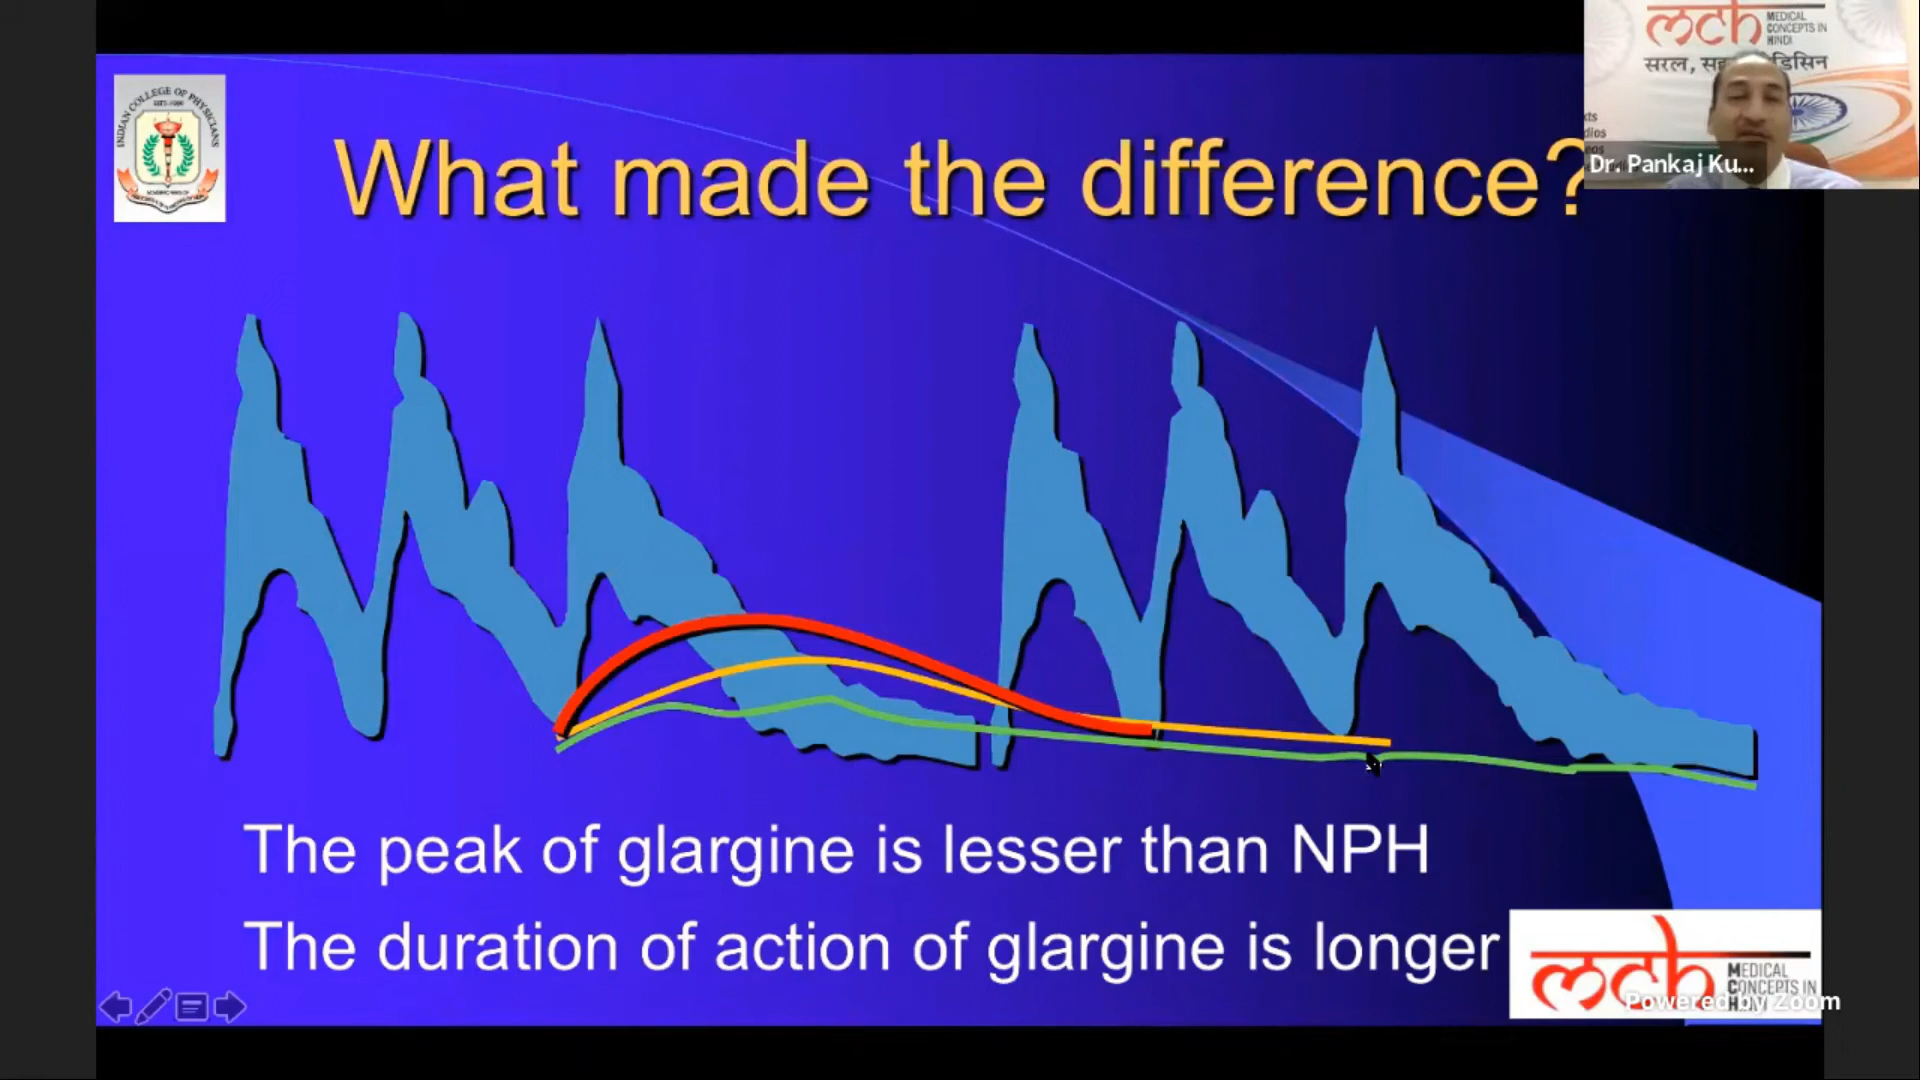 mch MEDICAL
CONCEPTS IN
HINDI
सरल,
डिसिन
Dr. Pankaj Ku...
INDIAN COLLEGE OF PHYSICIANS
What made the difference?
The peak of glargine is lesser than NPH
The duration of action of glargine is longer
mch MEDICAL
CONCEPTS IN
Powered by Zoom